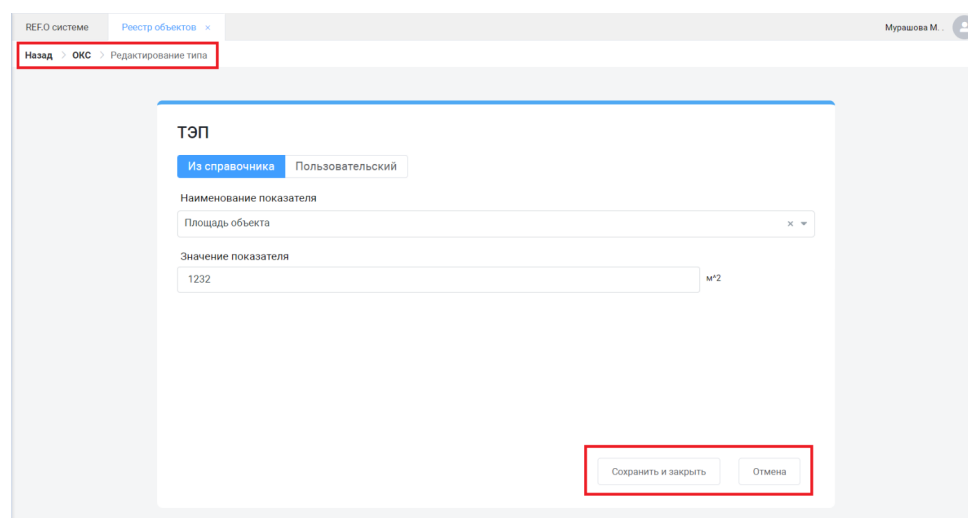 REF.О системе Реестр объектов × Мурашова М. .
Назад > ОКС > Редактирование типа
ТЭП
Из справочника Пользовательский
Наименование показателя
Площадь объекта ×
Значение показателя
1232 м^2
Сохранить и закрыть Отмена